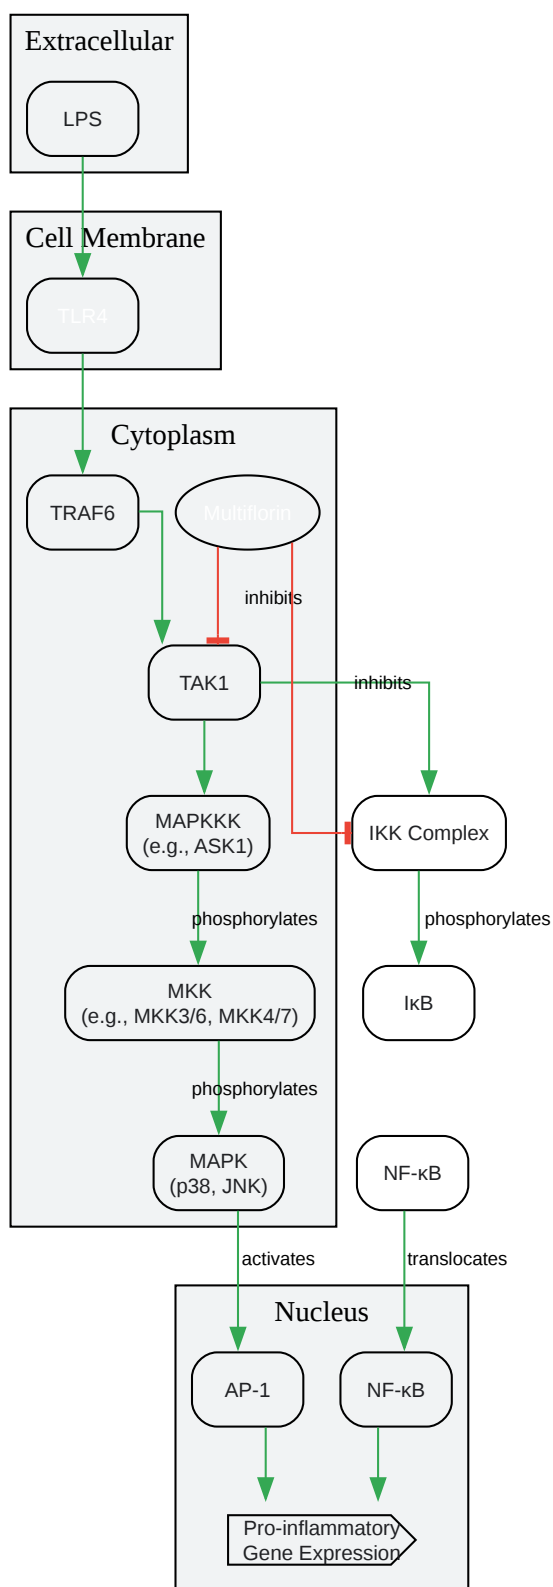 Extracellular
LPS
Cell Membrane
TLR4
Cytoplasm
TRAF6
Multiflorin
inhibits
TAK1
inhibits
MAPKKK
(e.g., ASK1)
IKK Complex
phosphorylates
phosphorylates
MKK
(e.g., MKK3/6, MKK4/7)
IκB
phosphorylates
MAPK
(p38, JNK)
NF-κB
activates
translocates
Nucleus
AP-1
NF-κB
Pro-inflammatory
Gene Expression